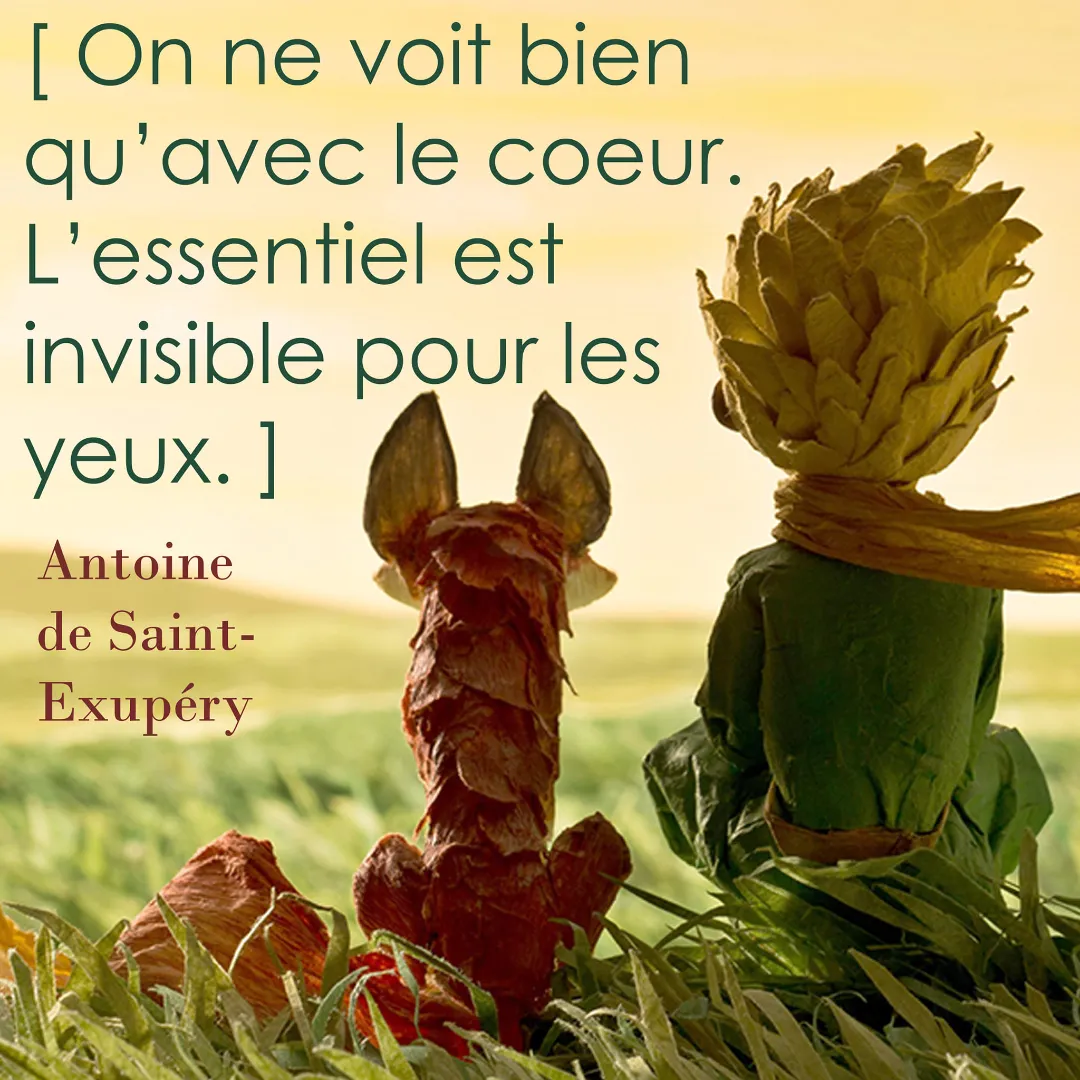 [ On ne voit bien
qu’avec le coeur.
L’essentiel est
invisible pour les
yeux. ]
Antoine
de Saint-
Exupéry